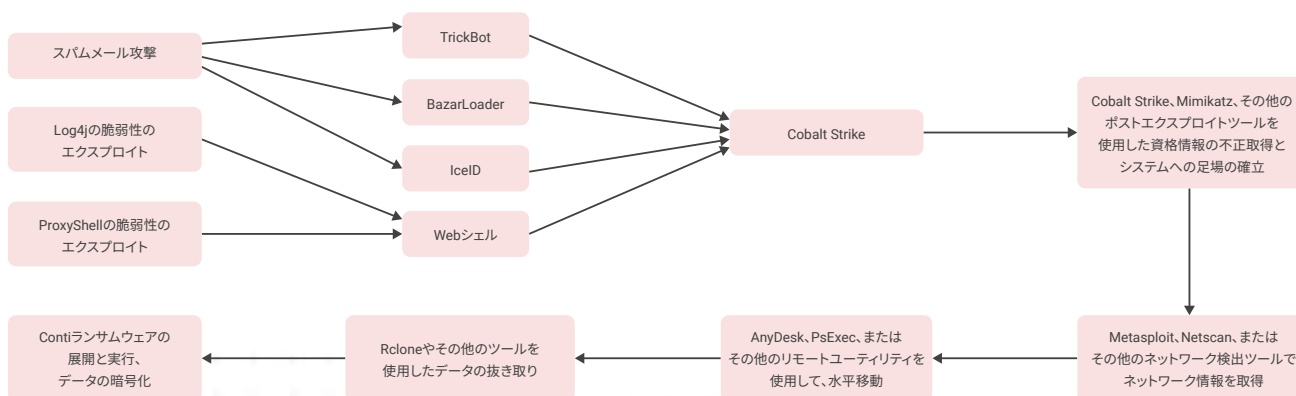 スパムメール攻撃
Log4jの脆弱性の
エクスプロイト
ProxyShellの脆弱性の
エクスプロイト
TrickBot
BazarLoader
IceID
Webシェル
Cobalt Strike
Cobalt Strike、Mimikatz、その他の
ポストエクスプロイトツールを
使用した資格情報の不正取得と
システムへの足場の確立
Metasploit、Netscan、または
その他のネットワーク検出ツールで
ネットワーク情報を取得
AnyDesk、PsExec、または
その他のリモートユーティリティを
使用して、水平移動
Rcloneやその他のツールを
使用したデータの抜き取り
Contiランサムウェアの
展開と実行、
データの暗号化